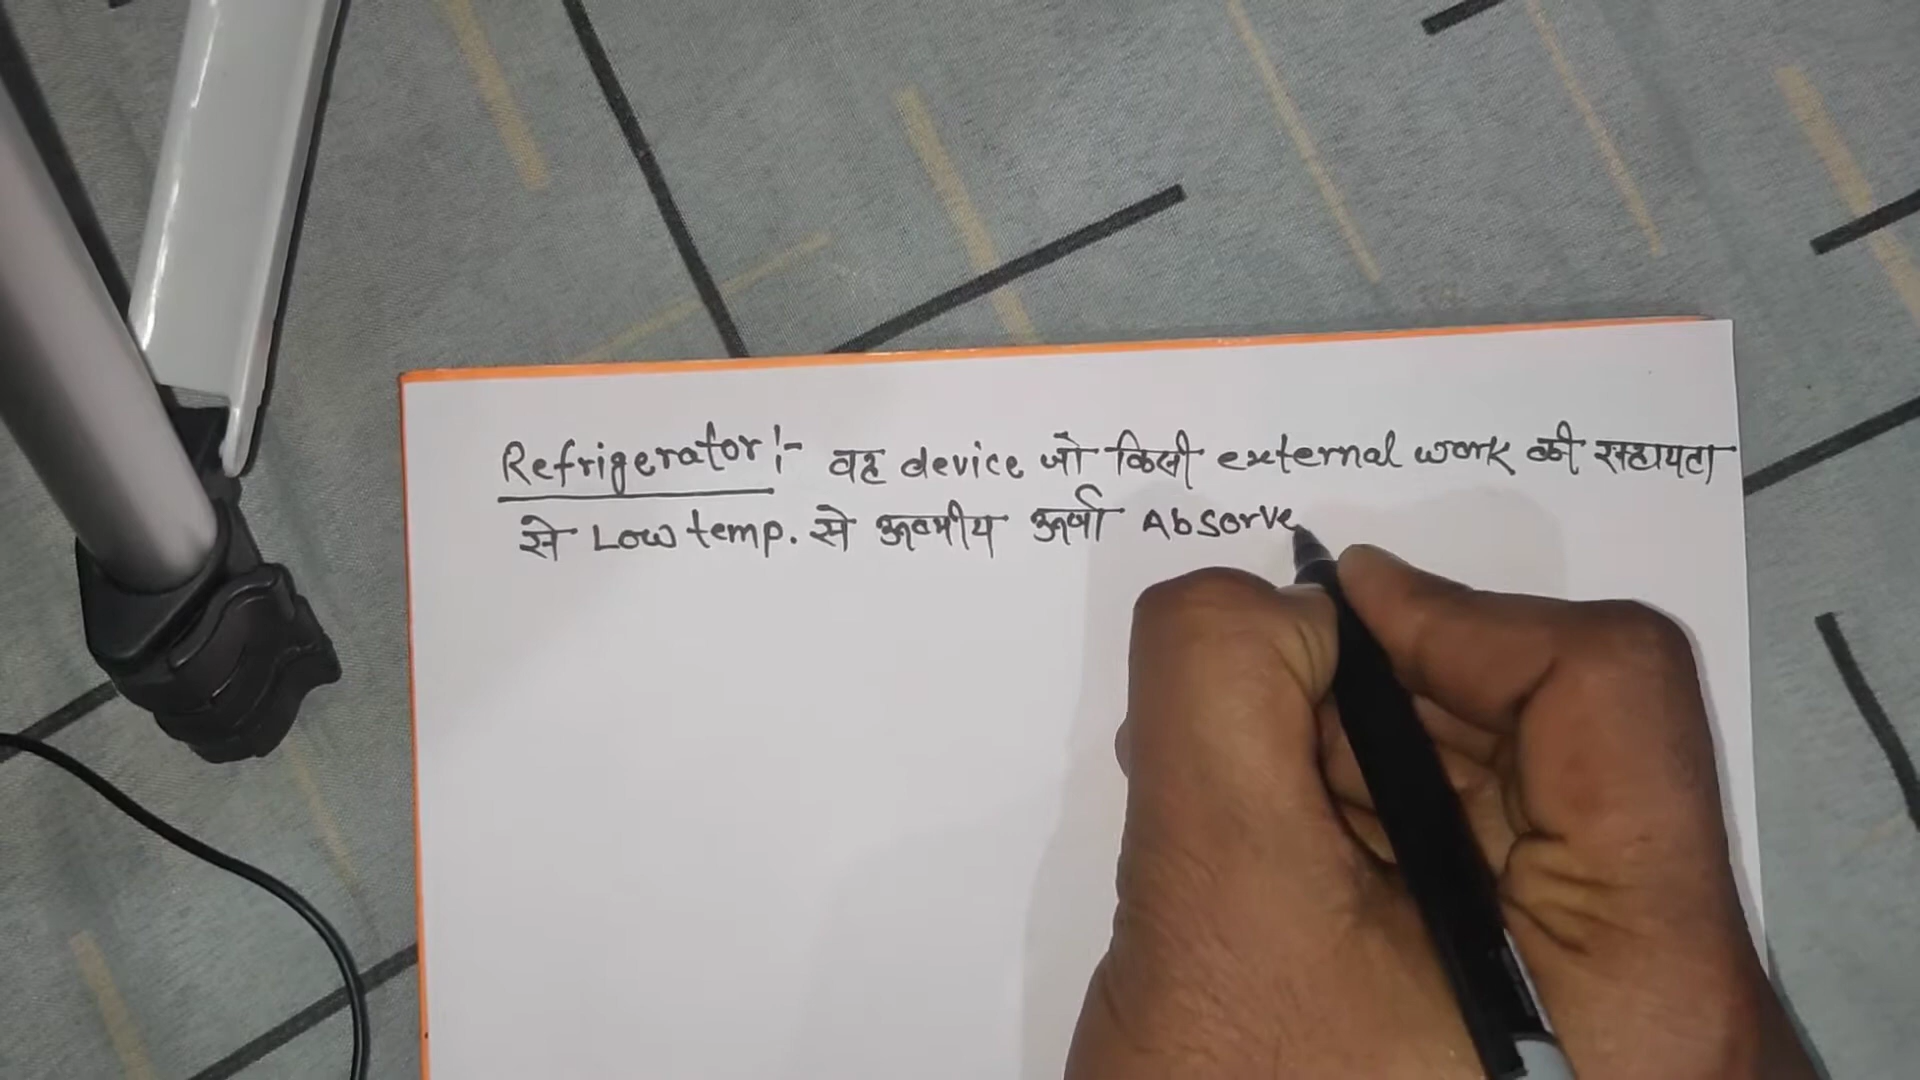 Refrigerator:- वह device जो किसी external work की सहायता
से Low temp. से ऊष्मीय ऊर्जा Absorve